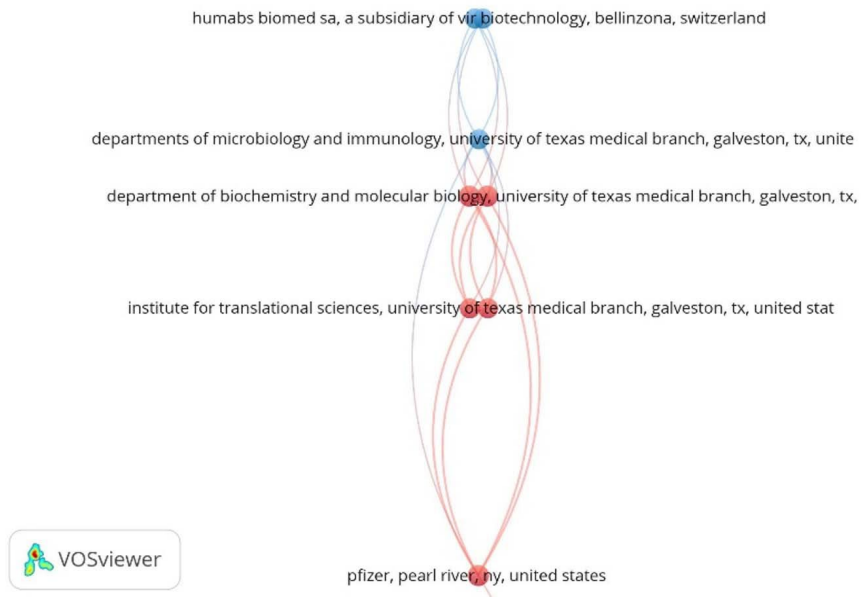 humabs biomed sa, a subsidiary of vir biotechnology, bellinzona, switzerland
departments of microbiology and immunology, university of texas medical branch, galveston, tx, unite
department of biochemistry and molecular biology, university of texas medical branch, galveston, tx,
institute for translational sciences, university of texas medical branch, galveston, tx, united stat
pfizer, pearl river, ny, united states
VOSviewer